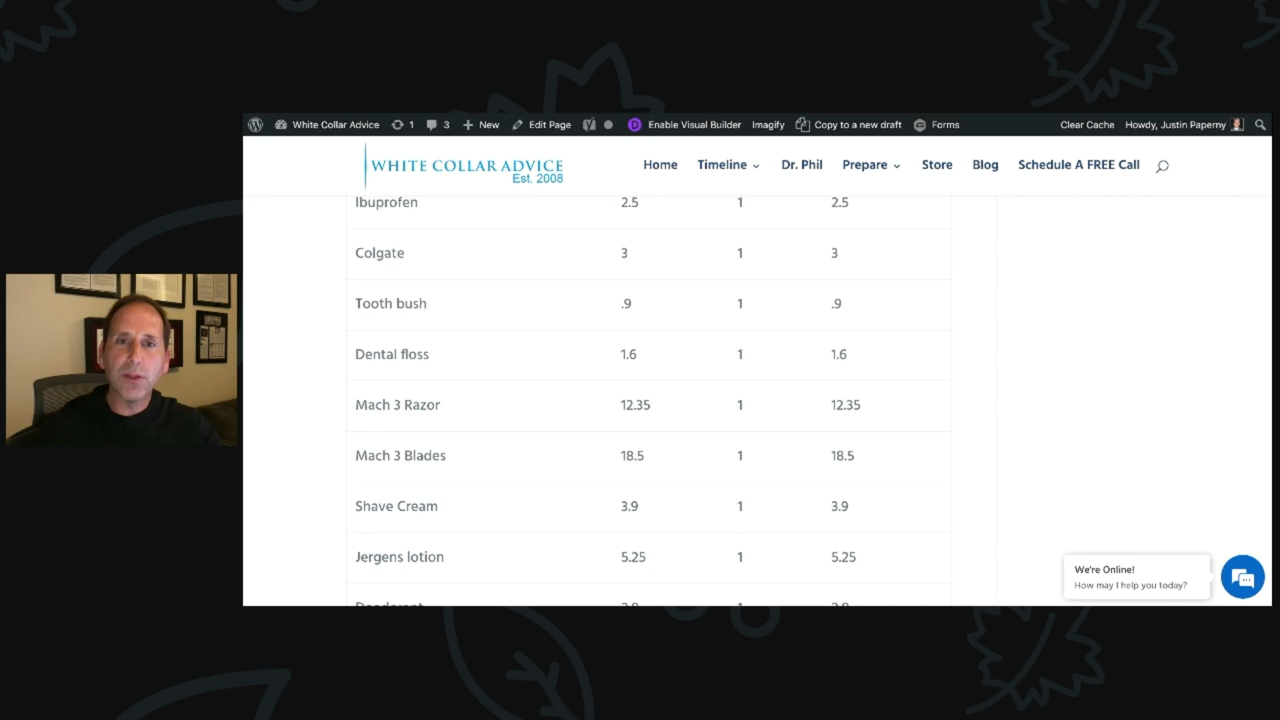 White Collar Advice 1 3 New Edit Page Enable Visual Builder Imagify Copy to a new draft Forms Clear Cache Howdy, Justin Paperny
WHITE COLLAR ADVICE
Est. 2008
Home Timeline Dr. Phil Prepare Store Blog Schedule A FREE Call
Ibuprofen 2.5 1 2.5
Colgate 3 1 3
Tooth bush .9 1 .9
Dental floss 1.6 1 1.6
Mach 3 Razor 12.35 1 12.35
Mach 3 Blades 18.5 1 18.5
Shave Cream 3.9 1 3.9
Jergens lotion 5.25 1 5.25
We're Online!
How may I help you today?